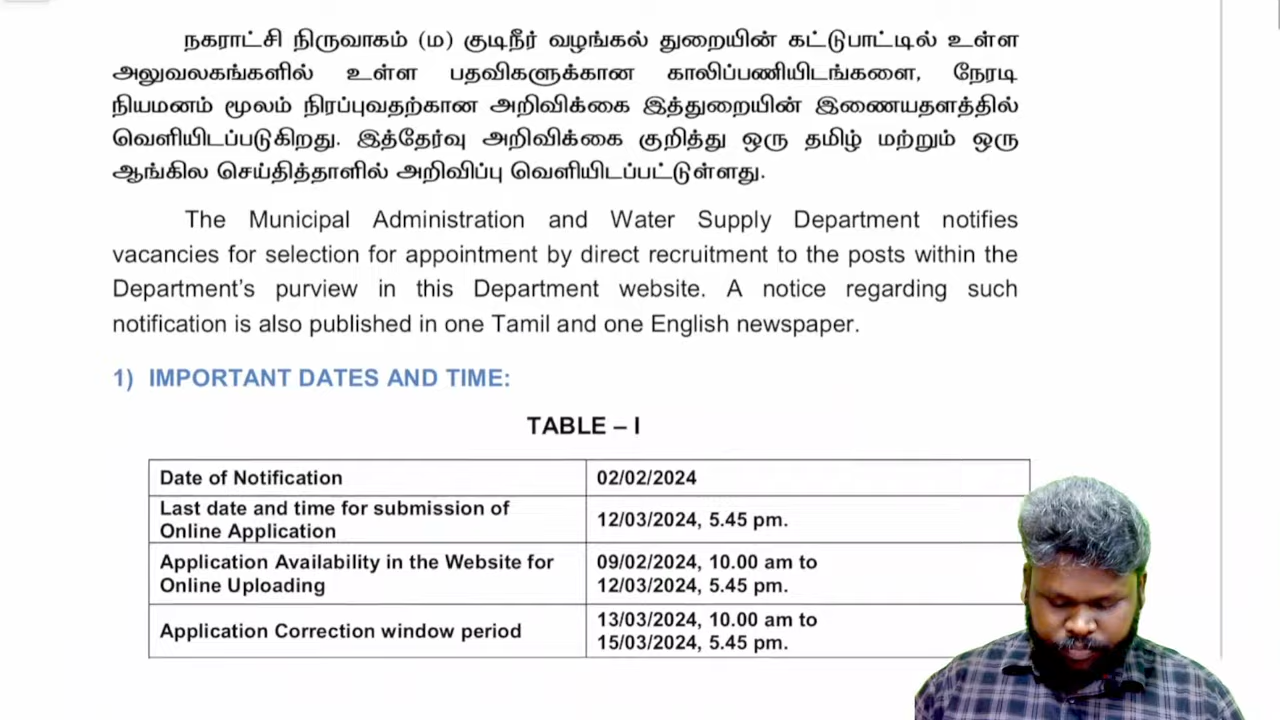 நகராட்சி நிருவாகம் (ம) குடிநீர் வழங்கல் துறையின் கட்டுபாட்டில் உள்ள
அலுவலகங்களில் உள்ள பதவிகளுக்கான காலிப்பணியிடங்களை, நேரடி
நியமனம் மூலம் நிரப்புவதற்கான அறிவிக்கை இத்துறையின் இணையதளத்தில்
வெளியிடப்படுகிறது. இத்தேர்வு அறிவிக்கை குறித்து ஒரு தமிழ் மற்றும் ஒரு
ஆங்கில செய்தித்தாளில் அறிவிப்பு வெளியிடப்பட்டுள்ளது.
The Municipal Administration and Water Supply Department notifies
vacancies for selection for appointment by direct recruitment to the posts within the
Department's purview in this Department website. A notice regarding such
notification is also published in one Tamil and one English newspaper.
1) IMPORTANT DATES AND TIME:
TABLE – I
Date of Notification 02/02/2024
Last date and time for submission of
Online Application 12/03/2024, 5.45 pm.
Application Availability in the Website for 09/02/2024, 10.00 am to
Online Uploading 12/03/2024, 5.45 pm.
Application Correction window period 13/03/2024, 10.00 am to
15/03/2024, 5.45 pm.